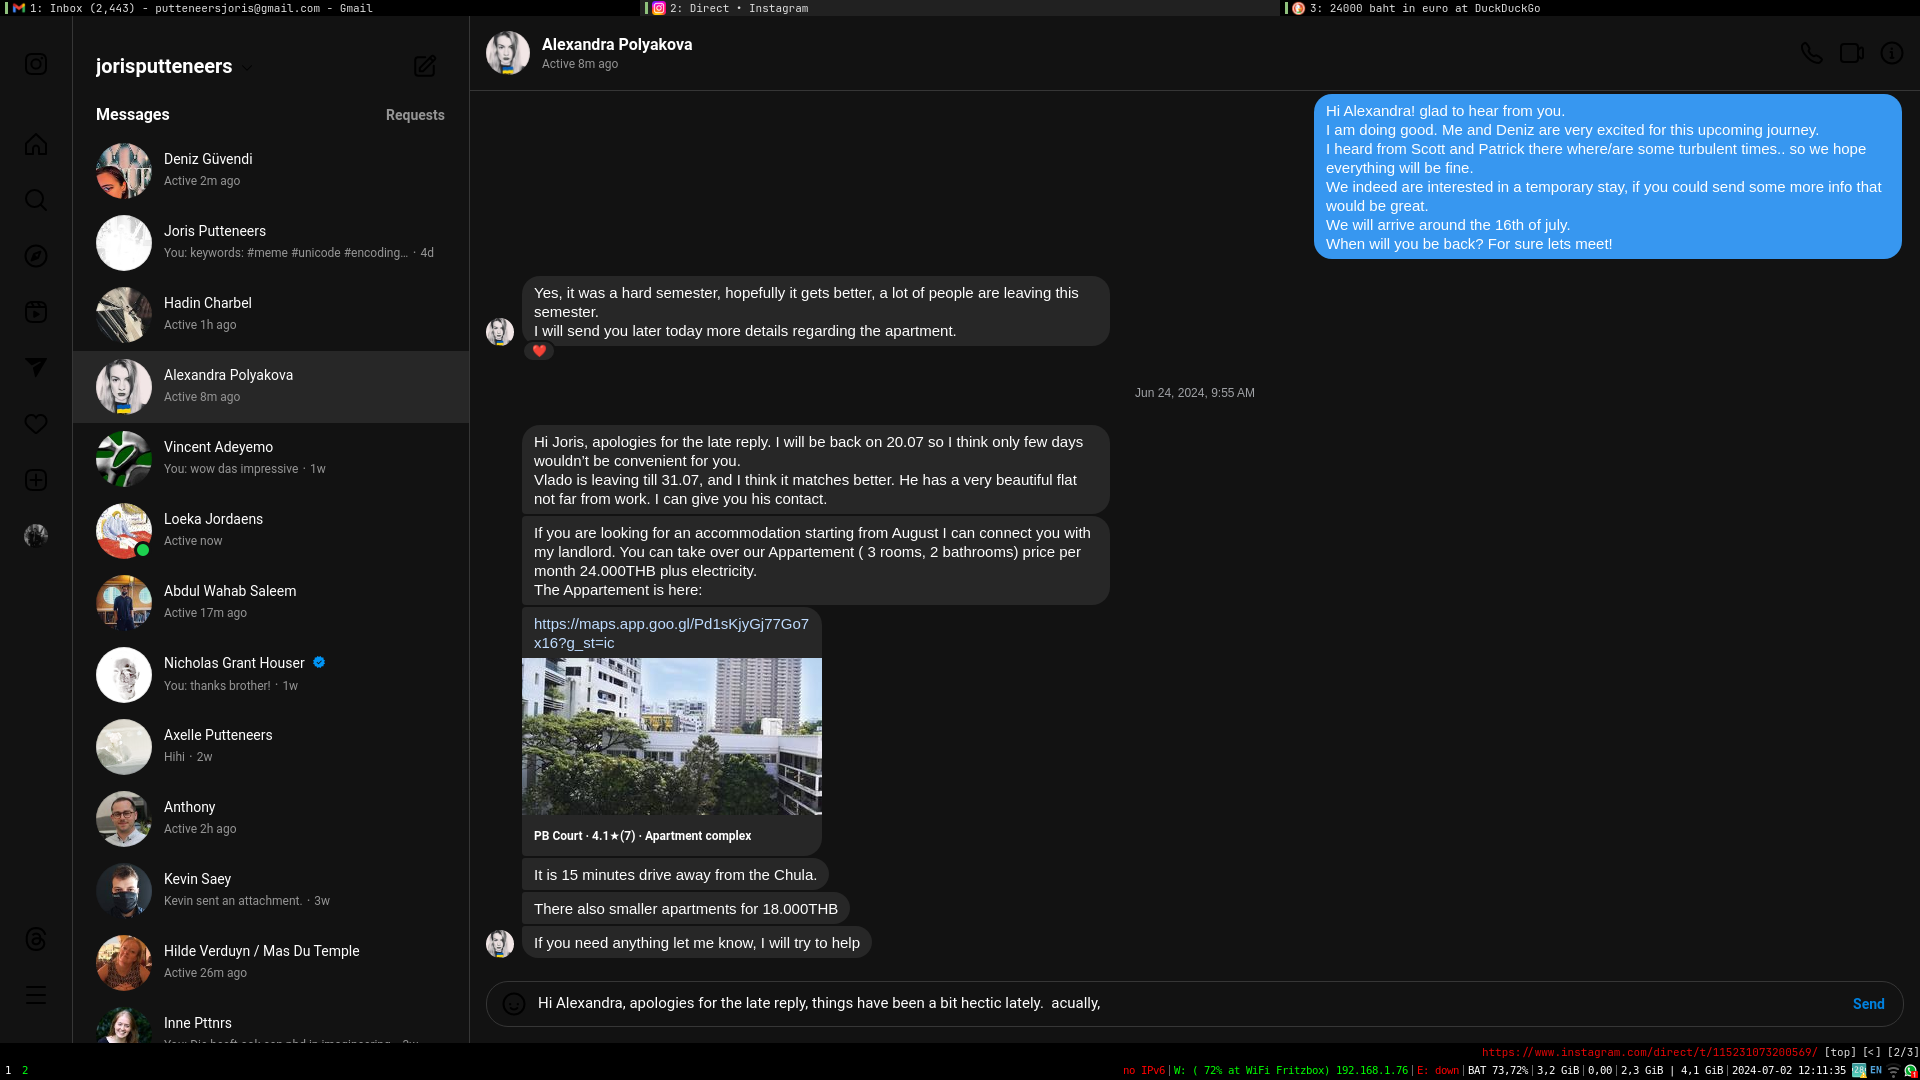 1: Inbox (2,443) - putteneersjoris@gmail.com - Gmail
2: Direct • Instagram
3: 24000 baht in euro at DuckDuckGo
jorisputteneers
Messages
Requests
Deniz Güvendi
Active 2m ago
Joris Putteneers
You: keywords: #meme #unicode #encoding... · 4d
Hadin Charbel
Active 1h ago
Alexandra Polyakova
Active 8m ago
Vincent Adeyemo
You: wow das impressive · 1w
Loeka Jordaens
Active now
Abdul Wahab Saleem
Active 17m ago
Nicholas Grant Houser
You: thanks brother! · 1w
Axelle Putteneers
Hihi · 2w
Anthony
Active 2h ago
Kevin Saey
Kevin sent an attachment. · 3w
Hilde Verduyn / Mas Du Temple
Active 26m ago
Inne Pttnrs
Alexandra Polyakova
Active 8m ago
Hi Alexandra! glad to hear from you.
I am doing good. Me and Deniz are very excited for this upcoming journey.
I heard from Scott and Patrick there where/are some turbulent times.. so we hope
everything will be fine.
We indeed are interested in a temporary stay, if you could send some more info that
would be great.
We will arrive around the 16th of july.
When will you be back? For sure lets meet!
Yes, it was a hard semester, hopefully it gets better, a lot of people are leaving this
semester.
I will send you later today more details regarding the apartment.
Jun 24, 2024, 9:55 AM
Hi Joris, apologies for the late reply. I will be back on 20.07 so I think only few days
wouldn't be convenient for you.
Vlado is leaving till 31.07, and I think it matches better. He has a very beautiful flat
not far from work. I can give you his contact.
If you are looking for an accommodation starting from August I can connect you with
my landlord. You can take over our Appartement ( 3 rooms, 2 bathrooms) price per
month 24.000THB plus electricity.
The Appartement is here:
https://maps.app.goo.gl/Pd1sKjyGj77Go7
x16?g_st=ic
PB Court · 4.1★(7) · Apartment complex
It is 15 minutes drive away from the Chula.
There also smaller apartments for 18.000THB
If you need anything let me know, I will try to help
Hi Alexandra, apologies for the late reply, things have been a bit hectic lately.  acually,
Send
https://www.instagram.com/direct/t/115231073200569/ [top] [<] [2/3]
1 2
no IPv6|W: ( 72% at WiFi Fritzbox) 192.168.1.76|E: down|BAT 73,72%|3,2 GiB|0,00|2,3 GiB | 4,1 GiB|2024-07-02 12:11:35
EN